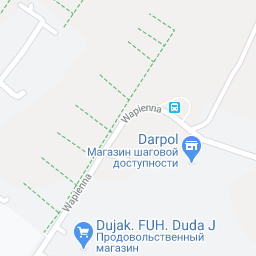 Wapienna
Darpol
Магазин шаговой
доступности
Wapienna
Dujak. FUH. Duda J
Продовольственный
магазин